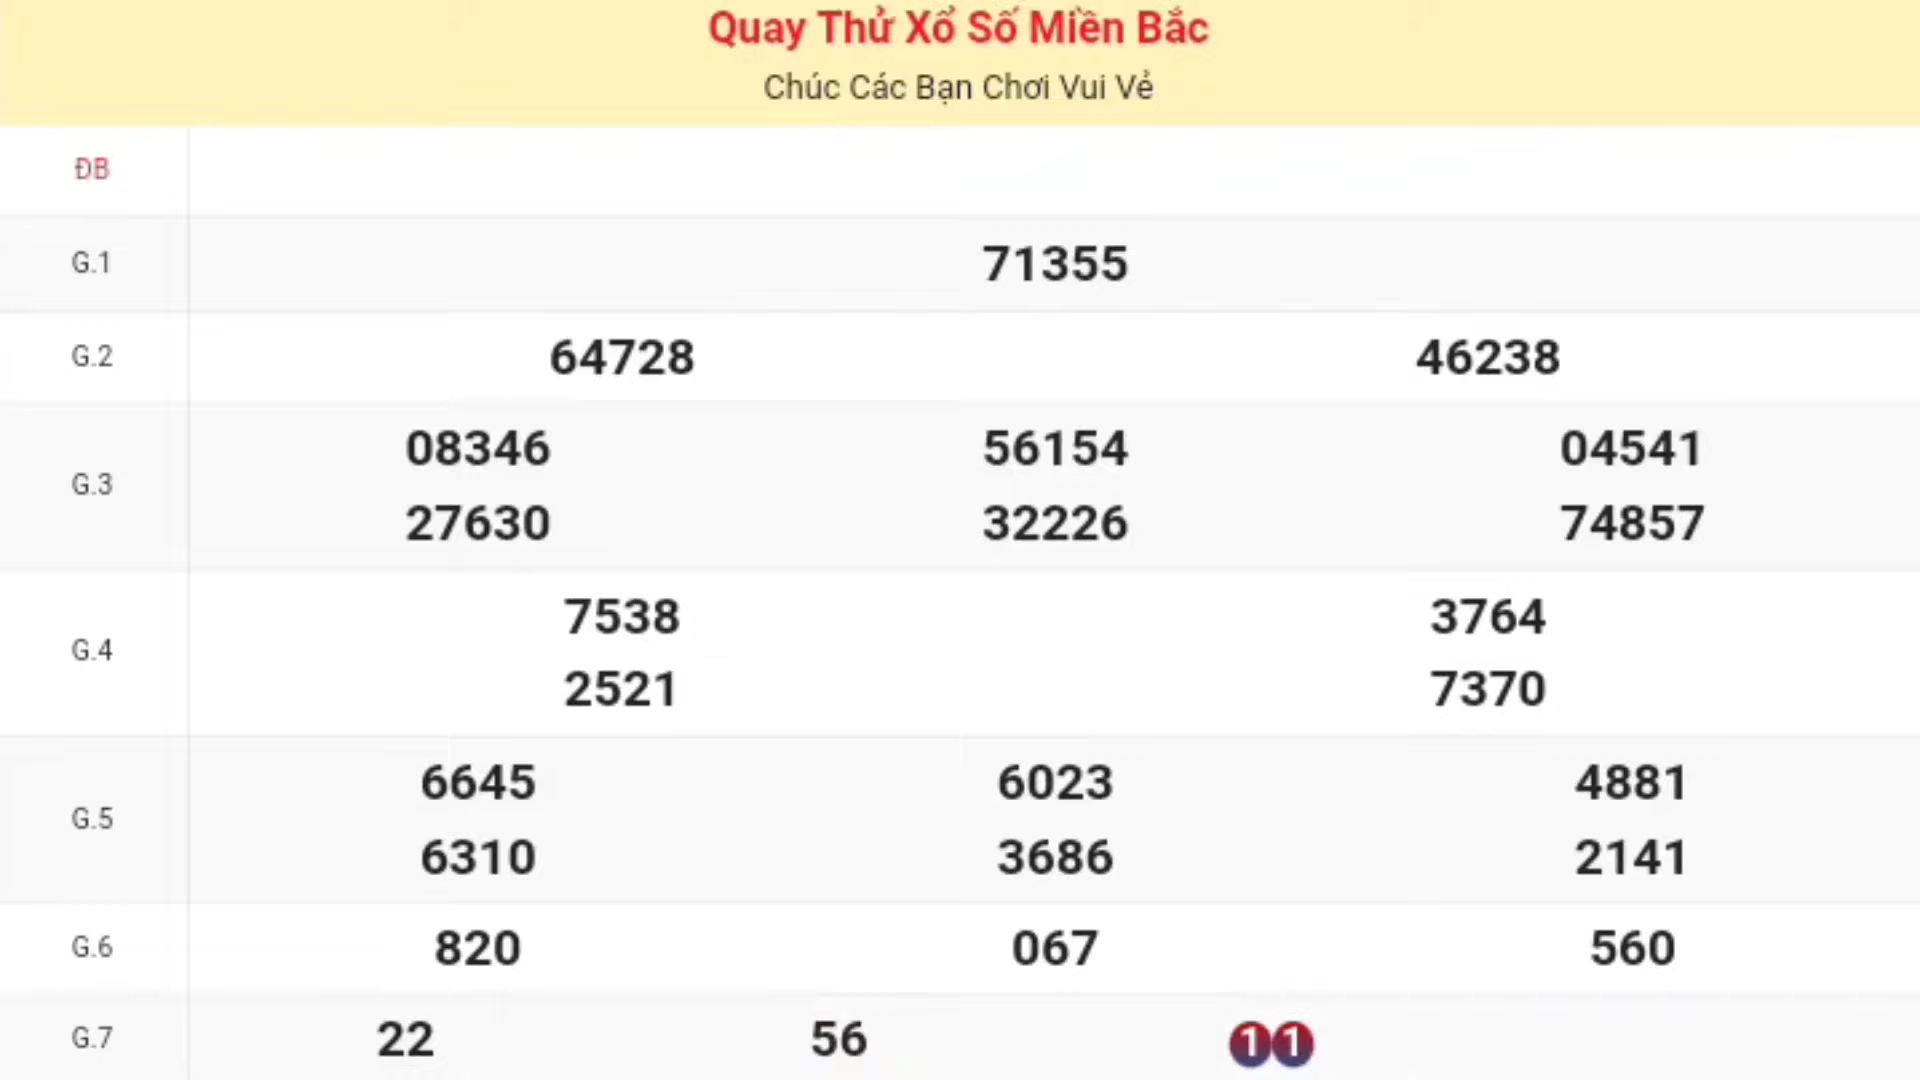 Quay Thử Xổ Số Miền Bắc
Chúc Các Bạn Chơi Vui Vẻ
ĐB
G.1 71355
G.2 64728 46238
G.3 08346 56154 04541
27630 32226 74857
G.4 7538 3764
2521 7370
G.5 6645 6023 4881
6310 3686 2141
G.6 820 067 560
G.7 22 56 11